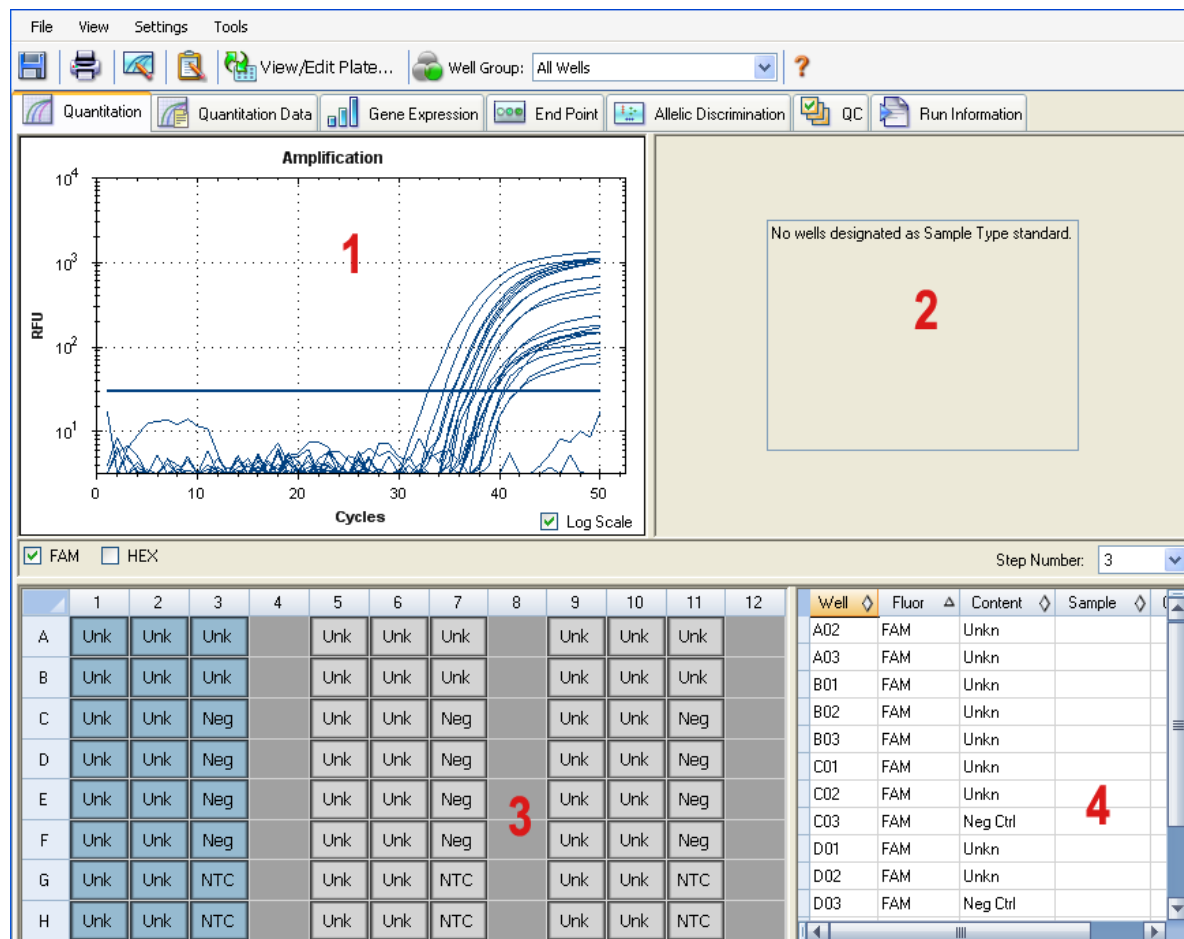 File View Settings Tools
View/Edit Plate... Well Group: All Wells ?
Quantitation Quantitation Data Gene Expression End Point Allelic Discrimination QC Run Information
Amplification
10^4
10^3
10^2
10^1
RFU
0 10 20 30 40 50
Cycles
Log Scale
1
No wells designated as Sample Type standard.
2
FAM HEX
Step Number: 3
1 2 3 4 5 6 7 8 9 10 11 12
A Unk Unk Unk Unk Unk Unk Unk Unk Unk
B Unk Unk Unk Unk Unk Unk Unk Unk Unk
C Unk Unk Neg Unk Unk Neg Unk Unk Neg
D Unk Unk Neg Unk Unk Neg Unk Unk Neg
E Unk Unk Neg Unk Unk Neg Unk Unk Neg
F Unk Unk Neg Unk Unk Neg Unk Unk Neg
G Unk Unk NTC Unk Unk NTC Unk Unk NTC
H Unk Unk NTC Unk Unk NTC Unk Unk NTC
3
Well Fluor Content Sample
A02 FAM Unkn
A03 FAM Unkn
B01 FAM Unkn
B02 FAM Unkn
B03 FAM Unkn
C01 FAM Unkn
C02 FAM Unkn
C03 FAM Neg Ctrl
D01 FAM Unkn
D02 FAM Unkn
D03 FAM Neg Ctrl
4